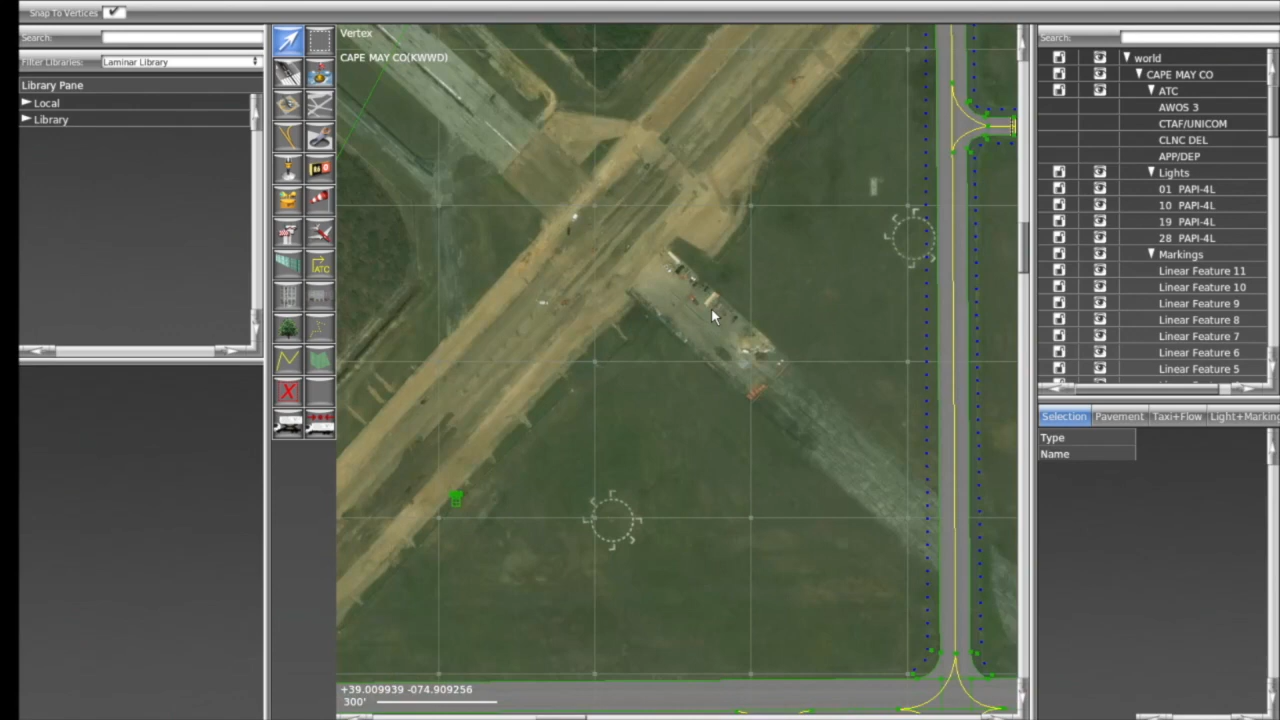 Snap To Vertices
Search:
Filter Libraries: Laminar Library
Library Pane
Local
Library
Vertex
CAPE MAY CO(KWWD)
ATC
+39.009939 -074.909256
300'
Search:
world
CAPE MAY CO
ATC
AWOS 3
CTAF/UNICOM
CLNC DEL
APP/DEP
Lights
01 PAPI-4L
10 PAPI-4L
19 PAPI-4L
28 PAPI-4L
Markings
Linear Feature 11
Linear Feature 10
Linear Feature 9
Linear Feature 8
Linear Feature 7
Linear Feature 6
Linear Feature 5
Selection Pavement Taxi+Flow Light+Marking
Type
Name